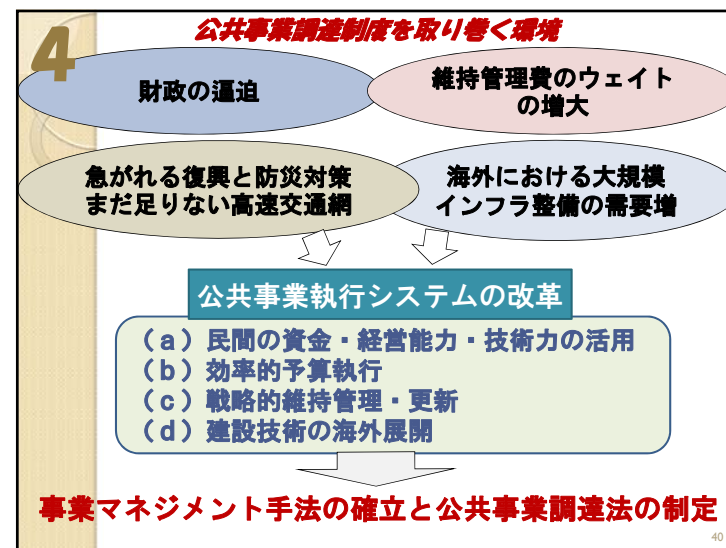 4
公共事業調達制度を取り巻く環境
財政の逼迫
維持管理費のウェイト
の増大
急がれる復興と防災対策
まだ足りない高速交通網
海外における大規模
インフラ整備の需要増
公共事業執行システムの改革
（a）民間の資金・経営能力・技術力の活用
（b）効率的予算執行
（c）戦略的維持管理・更新
（d）建設技術の海外展開
事業マネジメント手法の確立と公共事業調達法の制定
40